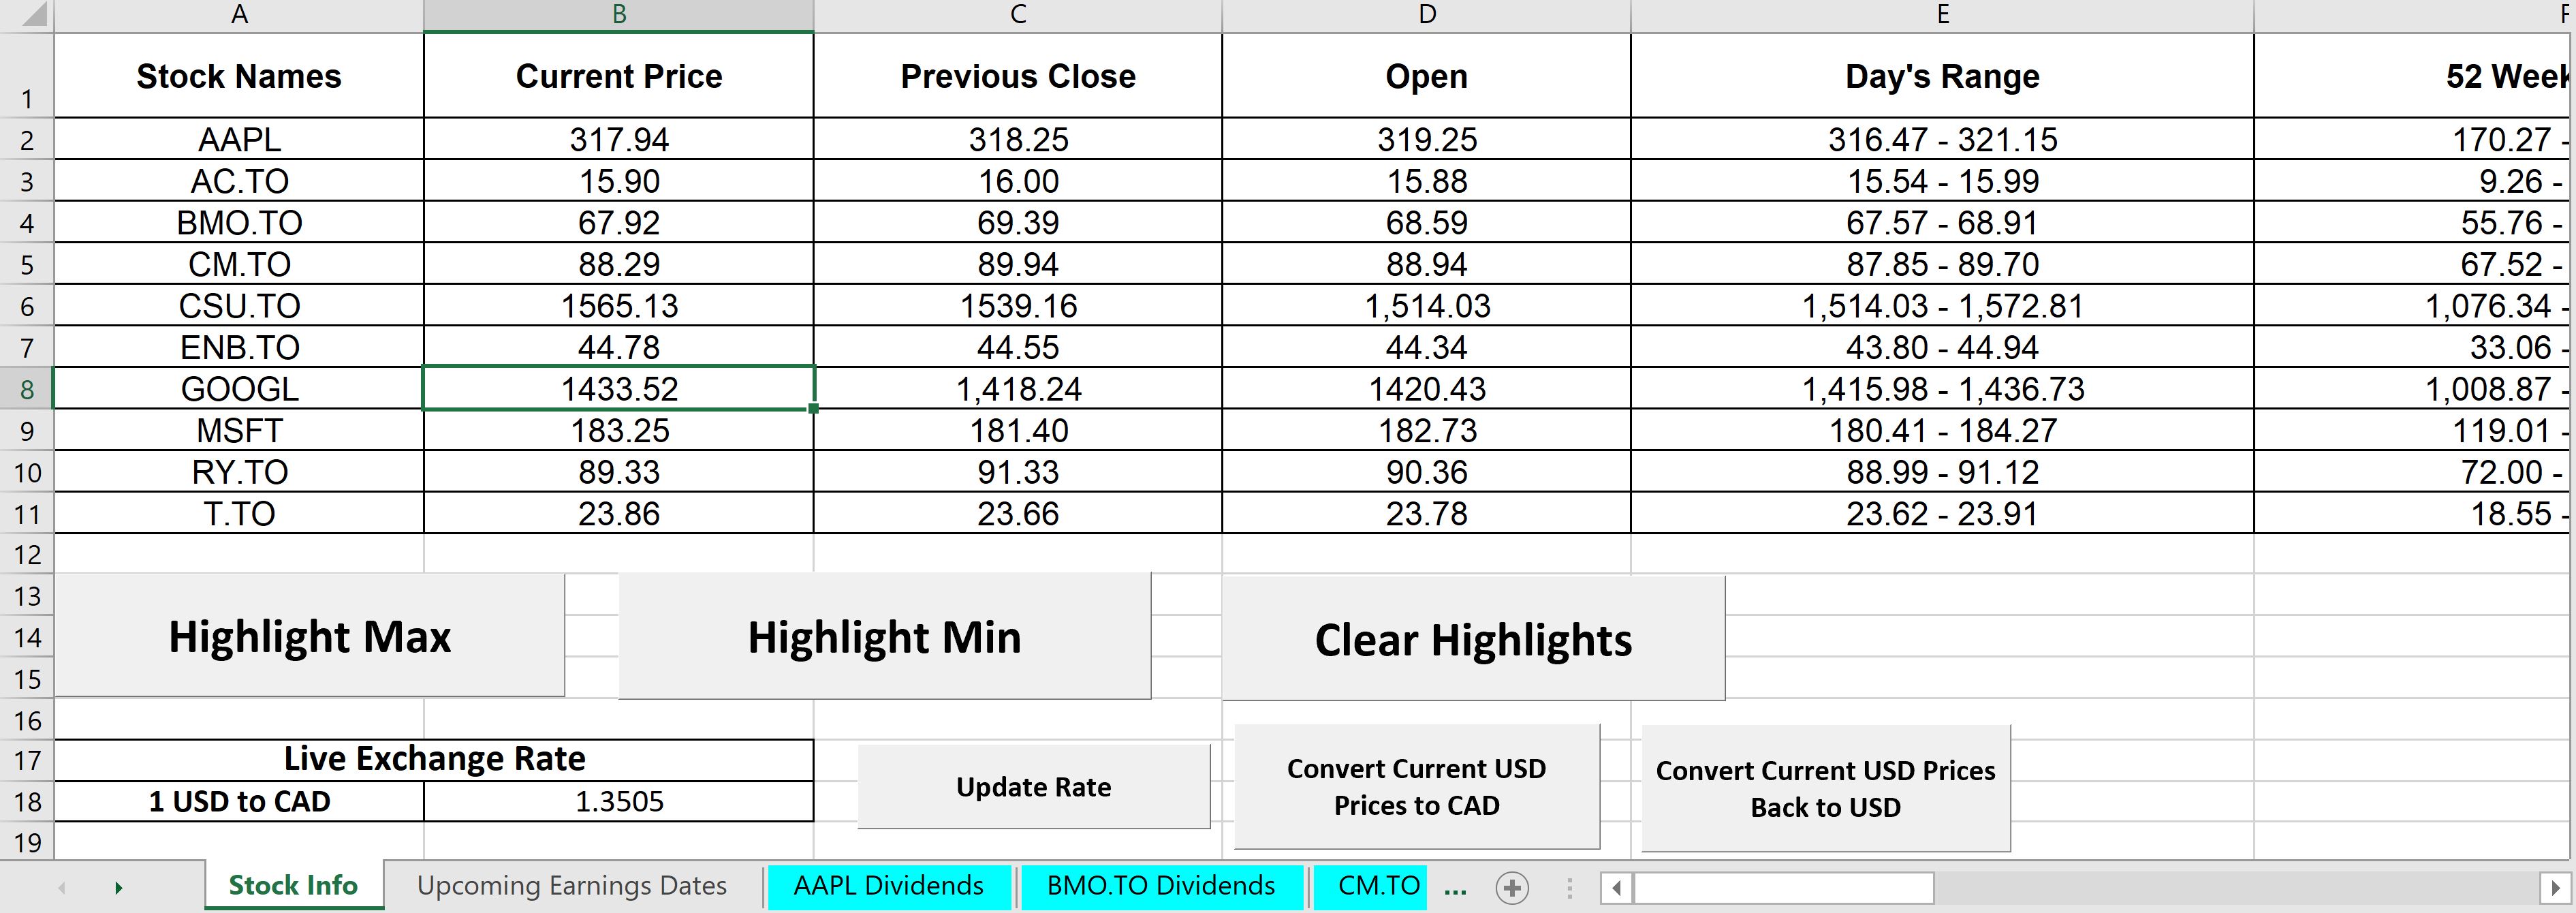 A B C D E F
1 Stock Names Current Price Previous Close Open Day's Range 52 Week
2 AAPL 317.94 318.25 319.25 316.47 - 321.15 170.27 -
3 AC.TO 15.90 16.00 15.88 15.54 - 15.99 9.26 -
4 BMO.TO 67.92 69.39 68.59 67.57 - 68.91 55.76 -
5 CM.TO 88.29 89.94 88.94 87.85 - 89.70 67.52 -
6 CSU.TO 1565.13 1539.16 1,514.03 1,514.03 - 1,572.81 1,076.34 -
7 ENB.TO 44.78 44.55 44.34 43.80 - 44.94 33.06 -
8 GOOGL 1433.52 1,418.24 1420.43 1,415.98 - 1,436.73 1,008.87 -
9 MSFT 183.25 181.40 182.73 180.41 - 184.27 119.01 -
10 RY.TO 89.33 91.33 90.36 88.99 - 91.12 72.00 -
11 T.TO 23.86 23.66 23.78 23.62 - 23.91 18.55 -
12
13
14 Highlight Max Highlight Min Clear Highlights
15
16
17 Live Exchange Rate
18 1 USD to CAD 1.3505
Update Rate
Convert Current USD
Prices to CAD
Convert Current USD Prices
Back to USD
19
Stock Info Upcoming Earnings Dates AAPL Dividends BMO.TO Dividends CM.TO ...